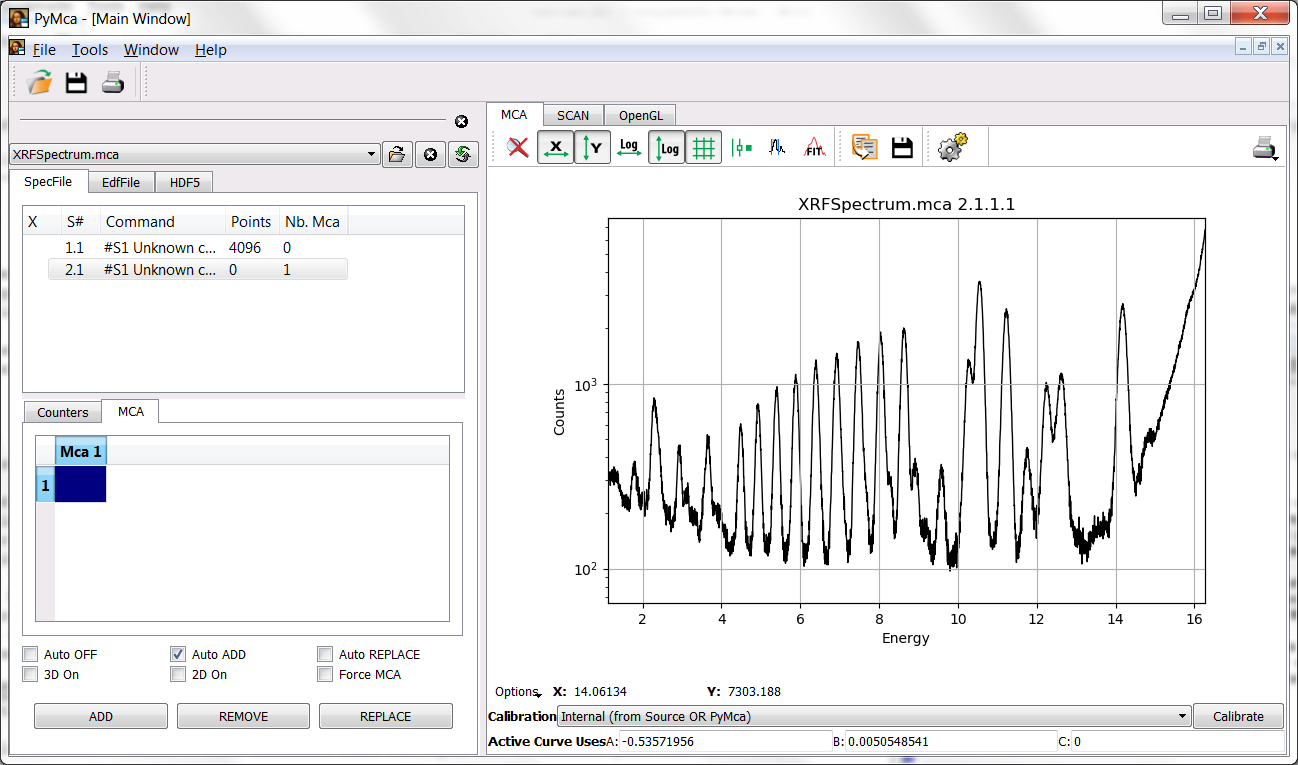 PyMca - [Main Window]
File Tools Window Help
XRFSpectrum.mca
SpecFile EdfFile HDF5
X S# Command Points Nb. Mca
1.1 #S1 Unknown c... 4096 0
2.1 #S1 Unknown c... 0 1
Counters MCA
Mca 1
1
Auto OFF Auto ADD Auto REPLACE
3D On 2D On Force MCA
ADD REMOVE REPLACE
MCA SCAN OpenGL
X Y Log Log FIT
XRFSpectrum.mca 2.1.1.1
Counts
10³
10²
2 4 6 8 10 12 14 16
Energy
Options X: 14.06134 Y: 7303.188
Calibration Internal (from Source OR PyMca) Calibrate
Active Curve Uses A: -0.53571956 B: 0.0050548541 C: 0